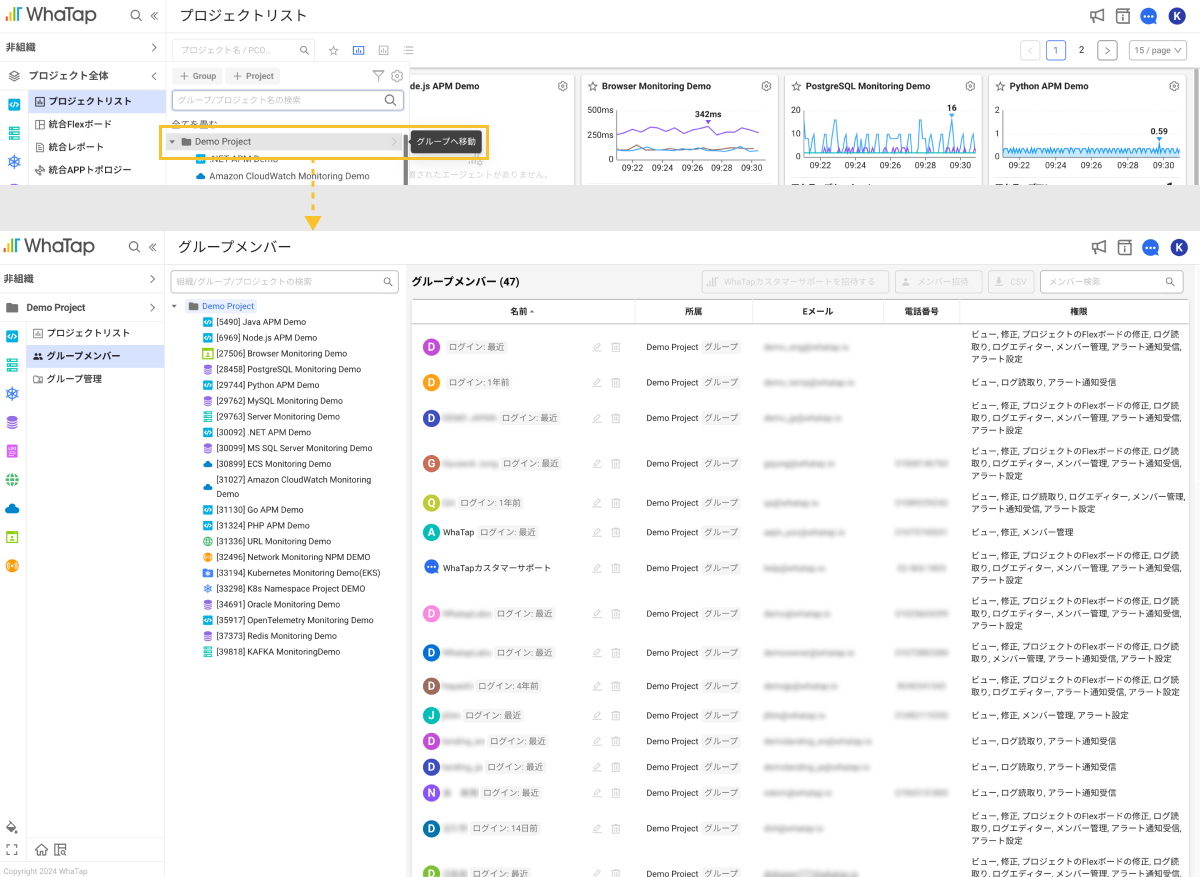 WhaTap
プロジェクトリスト
K
非組織
プロジェクト名 / PCO...
1
2
15 / page
プロジェクト全体
Group
Project
プロジェクトリスト
統合Flexボード
統合レポート
統合APPトポロジー
グループ/プロジェクト名の検索
全てを畳む
Demo Project
グループへ移動
.NET APM Demo
Amazon CloudWatch Monitoring Demo
de.js APM Demo
Browser Monitoring Demo
500ms
250ms
0
342ms
09:22
09:24
09:26
09:28
09:30
PostgreSQL Monitoring Demo
20
10
0
16
09:22
09:24
09:26
09:28
09:30
Python APM Demo
2
1
0
0.59
09:22
09:24
09:26
09:28
09:30
されたエージェントがありません。
WhaTap
グループメンバー
K
非組織
Demo Project
プロジェクトリスト
グループメンバー
グループ管理
Copyright 2024 WhaTap
組織/グループ/プロジェクトの検索
Demo Project
[5490] Java APM Demo
[6969] Node.js APM Demo
[27506] Browser Monitoring Demo
[28458] PostgreSQL Monitoring Demo
[29744] Python APM Demo
[29762] MySQL Monitoring Demo
[29763] Server Monitoring Demo
[30092] .NET APM Demo
[30099] MS SQL Server Monitoring Demo
[30899] ECS Monitoring Demo
[31027] Amazon CloudWatch Monitoring
Demo
[31130] Go APM Demo
[31324] PHP APM Demo
[31336] URL Monitoring Demo
[32496] Network Monitoring NPM DEMO
[33194] Kubernetes Monitoring Demo(EKS)
[33298] K8s Namespace Project DEMO
[34691] Oracle Monitoring Demo
[35917] OpenTelemetry Monitoring Demo
[37373] Redis Monitoring Demo
[39818] KAFKA MonitoringDemo
グループメンバー (47)
WhaTapカスタマーサポートを招待する
メンバー招待
CSV
メンバー検索
名前
所属
Eメール
電話番号
権限
D ログイン: 最近 Demo Project グループ
ビュー, 修正, プロジェクトのFlexボードの修正, ログ読
取り, ログエディター, メンバー管理, アラート通知受信,
アラート設定
D ログイン: 1年前 Demo Project グループ ビュー, ログ読取り, アラート通知受信
D ログイン: 最近 Demo Project グループ
ビュー, 修正, プロジェクトのFlexボードの修正, ログ読
取り, ログエディター, メンバー管理, アラート通知受信,
アラート設定
G ログイン: 最近 Demo Project グループ
ビュー, 修正, プロジェクトのFlexボードの修正, ログ読
取り, ログエディター, メンバー管理, アラート通知受信,
アラート設定
Q ログイン: 1年前 Demo Project グループ
ビュー, 修正, ログ読取り, ログエディター, メンバー管理,
アラート通知受信, アラート設定
A WhaTap ログイン: 最近 Demo Project グループ ビュー, 修正, メンバー管理
WhaTapカスタマーサポート Demo Project グループ
ビュー, 修正, プロジェクトのFlexボードの修正, ログ読
取り, ログエディター, メンバー管理, アラート通知受信,
アラート設定
D ログイン: 最近 Demo Project グループ
ビュー, 修正, プロジェクトのFlexボードの修正, ログ読
取り, ログエディター, メンバー管理, アラート通知受信,
アラート設定
D ログイン: 最近 Demo Project グループ
ビュー, 修正, プロジェクトのFlexボードの修正, ログ読
取り, メンバー管理, アラート通知受信, アラート設定
D ログイン: 4年前 Demo Project グループ
ビュー, 修正, プロジェクトのFlexボードの修正, ログ読
取り, ログエディター, アラート通知受信, アラート設定
J ログイン: 最近 Demo Project グループ ビュー, 修正, メンバー管理, アラート設定
D ログイン: 最近 Demo Project グループ ビュー, ログ読取り, アラート通知受信
D ログイン: 最近 Demo Project グループ ビュー, ログ読取り, アラート通知受信
N ログイン: 最近 Demo Project グループ ビュー, ログ読取り, アラート通知受信
D ログイン: 14日前 Demo Project グループ
ビュー, 修正, プロジェクトのFlexボードの修正, ログ読
取り, ログエディター, メンバー管理, アラート通知受信,
アラート設定
D ログイン: 最近 Demo Project グループ
ビュー, 修正, プロジェクトのFlexボードの修正, ログ読
取り, ログエディター, メンバー管理, アラート通知受信,